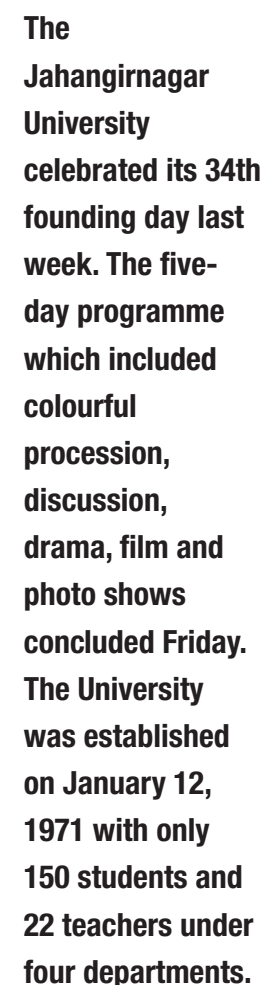 The
Jahangirnagar
University
celebrated its 34th
founding day last
week. The five-
day programme
which included
colourful
procession,
discussion,
drama, film and
photo shows
concluded Friday.
The University
was established
on January 12,
1971 with only
150 students and
22 teachers under
four departments.